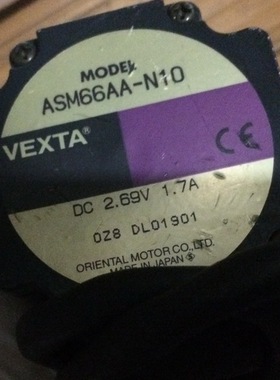 MODEL
ASM66AA-N10
VEXTA® CE
DC 2.69V 1.7A
0Z8 DL01901
ORIENTAL MOTOR CO.,LTD.
MADE IN JAPAN